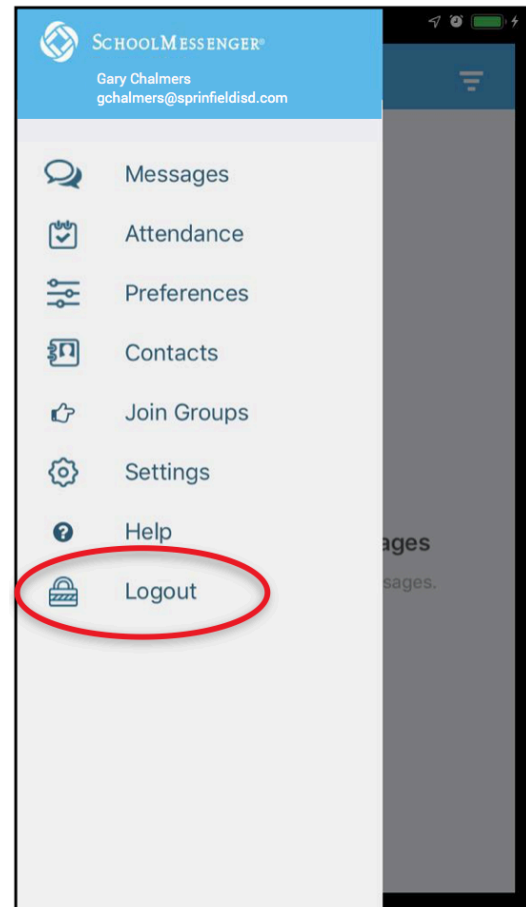 SCHOOLMESSENGER®
Gary Chalmers
gchalmers@sprinfieldisd.com
Messages
Attendance
Preferences
Contacts
Join Groups
Settings
Help
ages
Logout
sages.